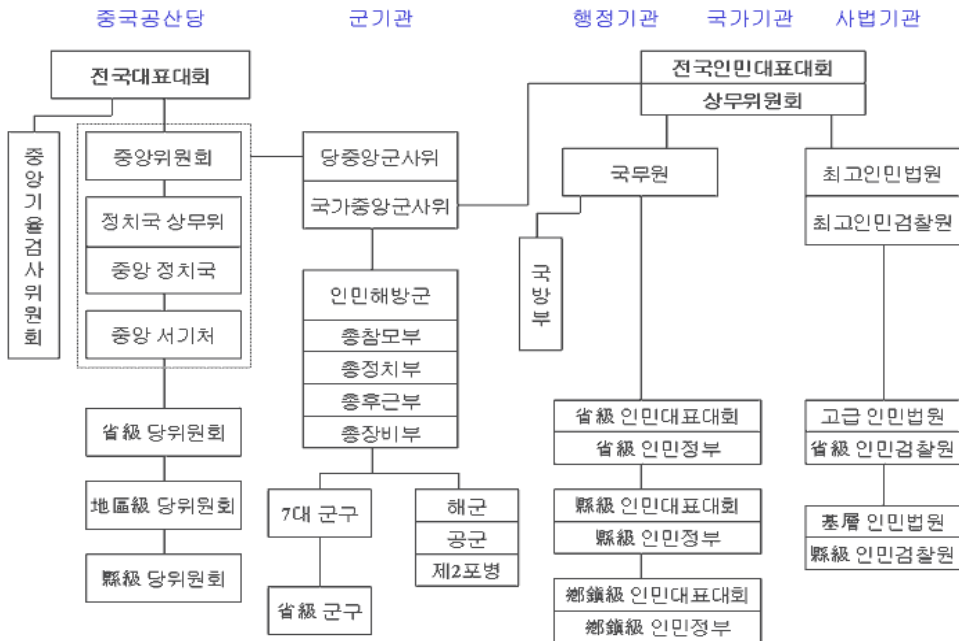 중국공산당
군기관
행정기관
국가기관
사법기관
전국대표대회
중앙기율검사위원회
중앙위원회
정치국 상무위
중앙 정치국
중앙 서기처
省級 당위원회
地區級 당위원회
縣級 당위원회
당중앙군사위
국가중앙군사위
인민해방군
총참모부
총정치부
총후근부
총장비부
7대 군구
省級 군구
해군
공군
제2포병
전국인민대표대회
상무위원회
국무원
국방부
省級 인민대표대회
省級 인민정부
縣級 인민대표대회
縣級 인민정부
鄕鎭級 인민대표대회
鄕鎭級 인민정부
최고인민법원
최고인민검찰원
고급 인민법원
省級 인민검찰원
基層 인민법원
縣級 인민검찰원